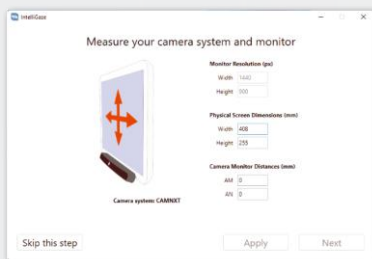 IntelliGaze
Measure your camera system and monitor
Monitor Resolution (px)
Width 1440
Height 900
Physical Screen Dimensions (mm)
Width 408
Height 255
Camera Monitor Distances (mm)
AM 0
AN 0
Camera system: CAMNXT
Skip this step
Apply
Next